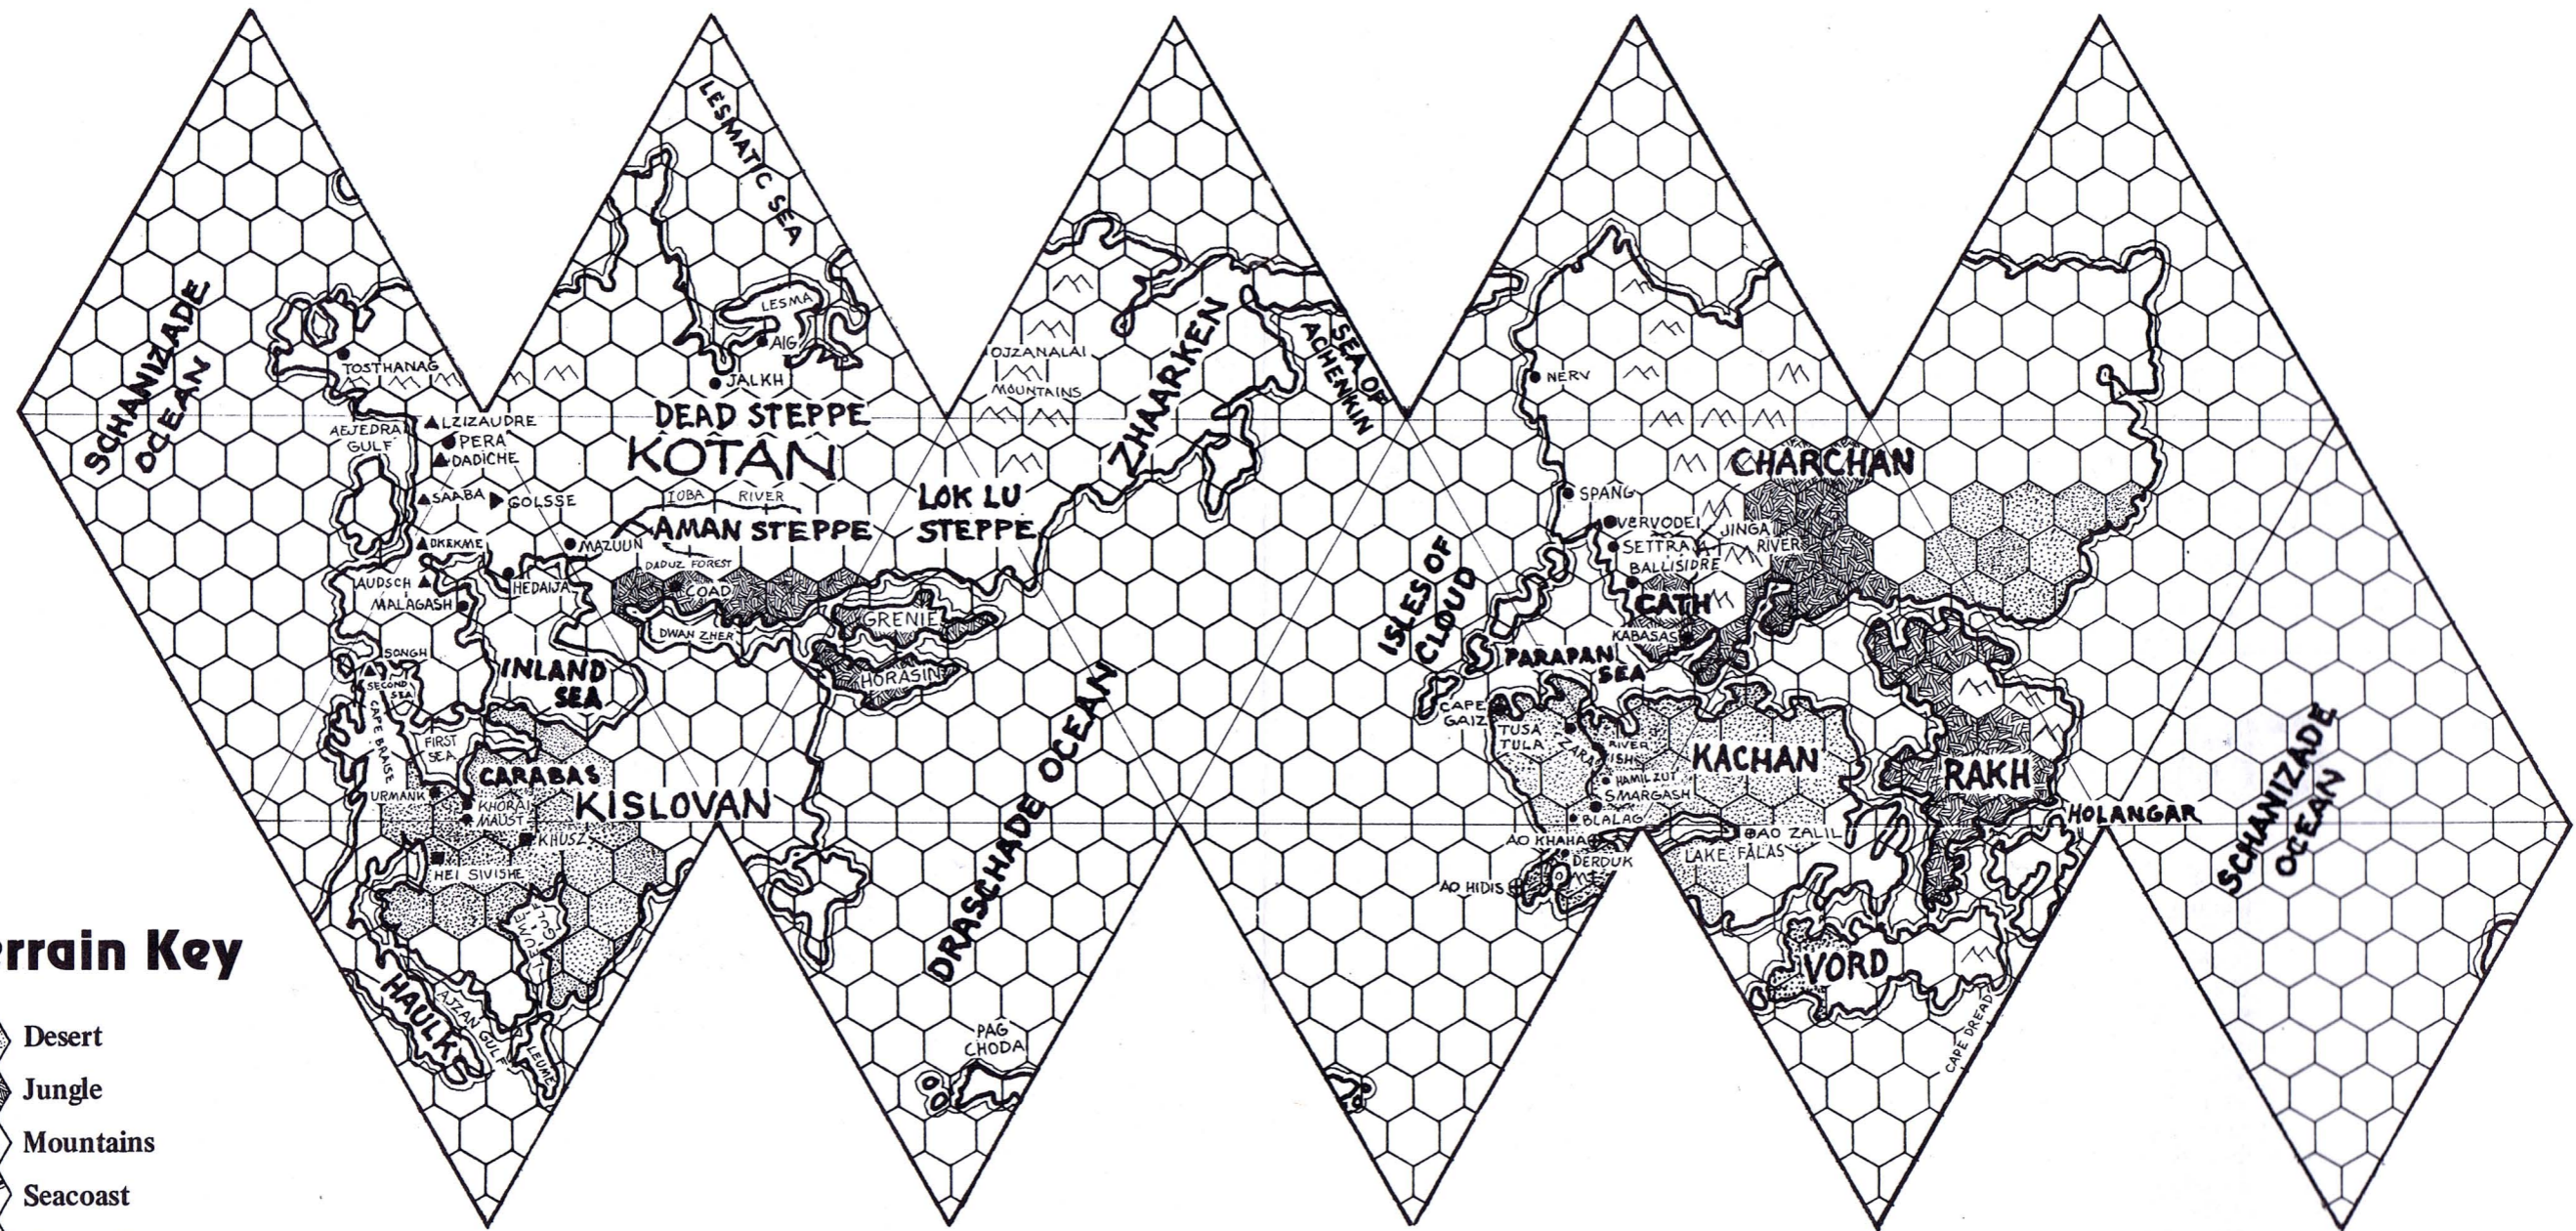 LESMATIC SEA
SCHANIZADE
OCEAN
TOSTHANAG
AEJEDRA
GULF
LZIZAUDRE
PERA
DADICHE
SAABA
GOLSSE
DKEKME
AUDSCH
MALAGASH
HEDAIJA
MAZUUN
LESMA
AIG
JALKH
DEAD STEPPE
KOTAN
IOBA RIVER
AMAN STEPPE
DADUZ FOREST
COAD
DWAN ZHER
LOK LU
STEPPE
GRENIE
HORASIN
OJZANALAI
MOUNTAINS
ZHAARKEN
SEA OF
ACHENKIN
SONGH
SECOND
SEA
CAPE BRAISE
FIRST
SEA
INLAND
SEA
CARABAS
URMANK
KHORAI
MAUST
KISLOVAN
KHUSZ
HEI SIVISHE
HAULK
AJZAN GULF
LEUME
DRASCHADE OCEAN
PAG
CHODA
NERV
SPANG
VERVODEI
SETTRA
BALLISIDRE
JINGA
RIVER
CHARCHAN
CATH
KABASAS
ISLES OF
CLOUD
PARAPAN
SEA
CAPE
GAIZ
TUSA
TULA
RIVER
ISH
HAMIL ZUT
SMARGASH
BLALAG
KACHAN
RAKH
HOLANGAR
AO KHAHA
DERDUK
AO HIDIS
AO ZALIL
LAKE FALAS
VORD
CAPE DREAD
SCHANIZADE
OCEAN
rrain Key
Desert
Jungle
Mountains
Seacoast